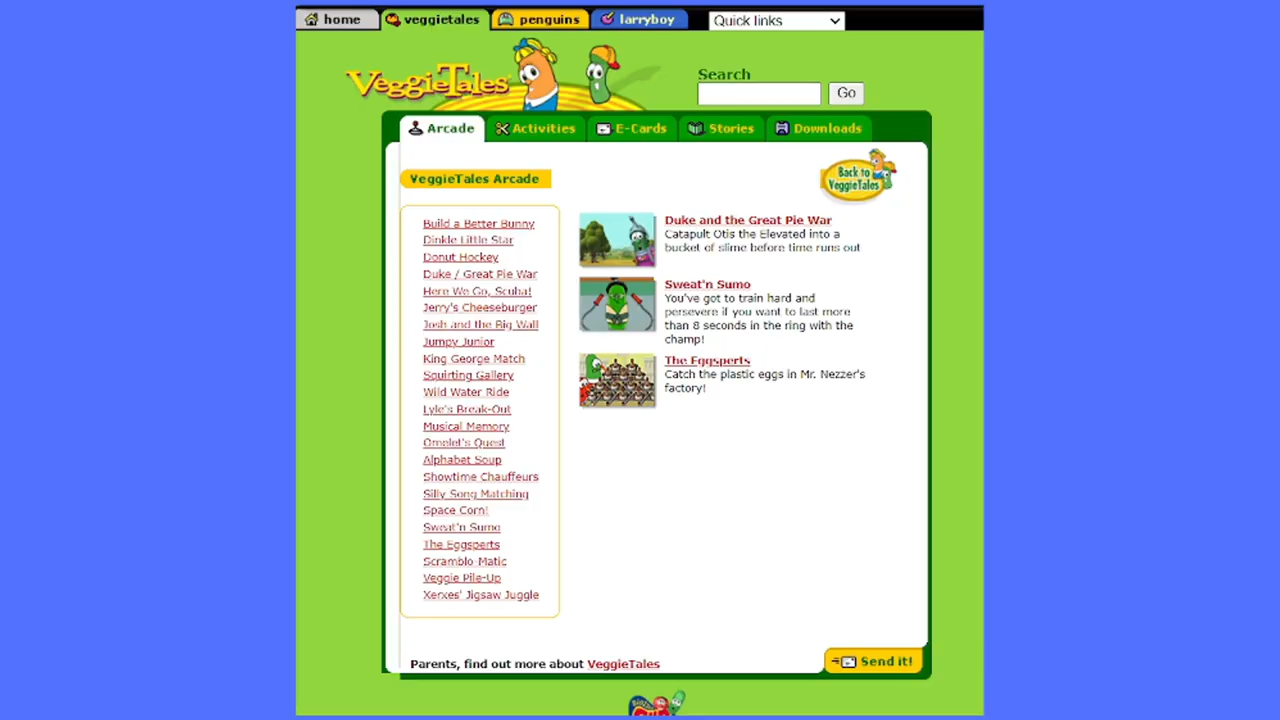 home veggietales penguins larryboy Quick links
VeggieTales
Search
Go
Arcade Activities E-Cards Stories Downloads
VeggieTales Arcade
Back to
VeggieTales
Build a Better Bunny
Dinkle Little Star
Donut Hockey
Duke / Great Pie War
Here We Go, Scuba!
Jerry's Cheeseburger
Josh and the Big Wall
Jumpy Junior
King George Match
Squirting Gallery
Wild Water Ride
Lyle's Break-Out
Musical Memory
Omelet's Quest
Alphabet Soup
Showtime Chauffeurs
Silly Song Matching
Space Corn!
Sweat'n Sumo
The Eggsperts
Scramblo-Matic
Veggie Pile-Up
Xerxes' Jigsaw Juggle
Duke and the Great Pie War
Catapult Otis the Elevated into a
bucket of slime before time runs out
Sweat'n Sumo
You've got to train hard and
persevere if you want to last more
than 8 seconds in the ring with the
champ!
The Eggsperts
Catch the plastic eggs in Mr. Nezzer's
factory!
Parents, find out more about VeggieTales
Send it!